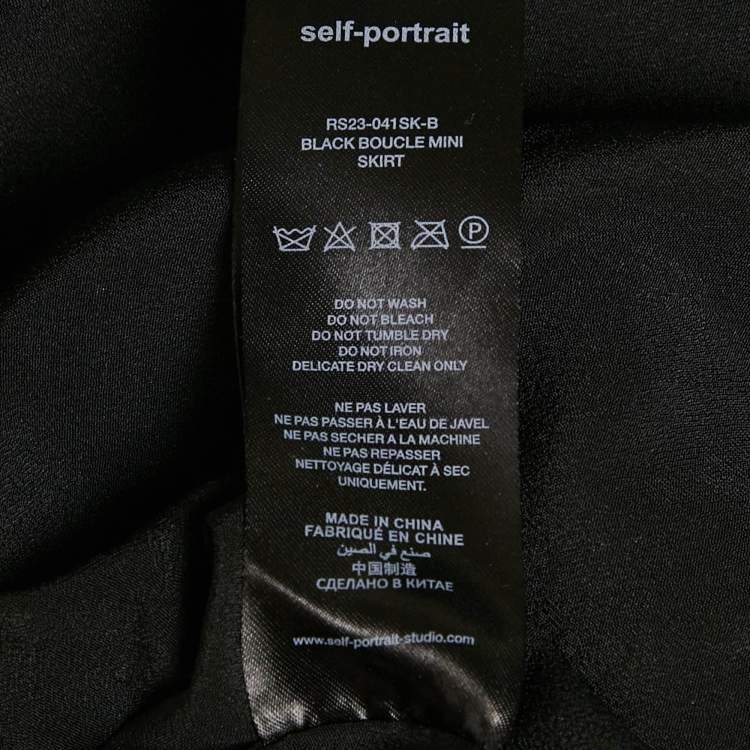 self-portrait
RS23-041SK-B
BLACK BOUCLE MINI
SKIRT
P
DO NOT WASH
DO NOT BLEACH
DO NOT TUMBLE DRY
DO NOT IRON
DELICATE DRY CLEAN ONLY
NE PAS LAVER
NE PAS PASSER À L'EAU DE JAVEL
NE PAS SECHER A LA MACHINE
NE PAS REPASSER
NETTOYAGE DÉLICAT À SEC
UNIQUEMENT.
MADE IN CHINA
FABRIQUÉ EN CHINE
صنع في الصين
中国制造
СДЕЛАНО В КИТАЕ
www.self-portrait-studio.com